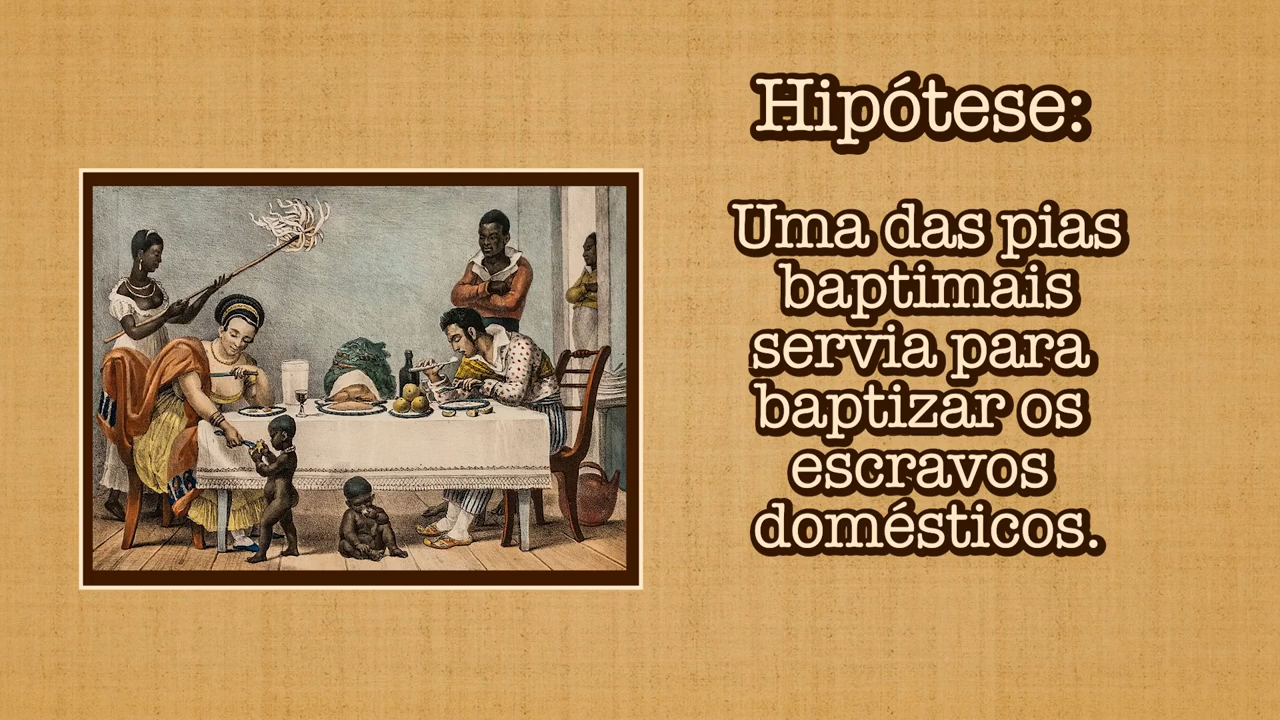 Hipótese:
Uma das pias
baptimais
servia para
baptizar os
escravos
domésticos.